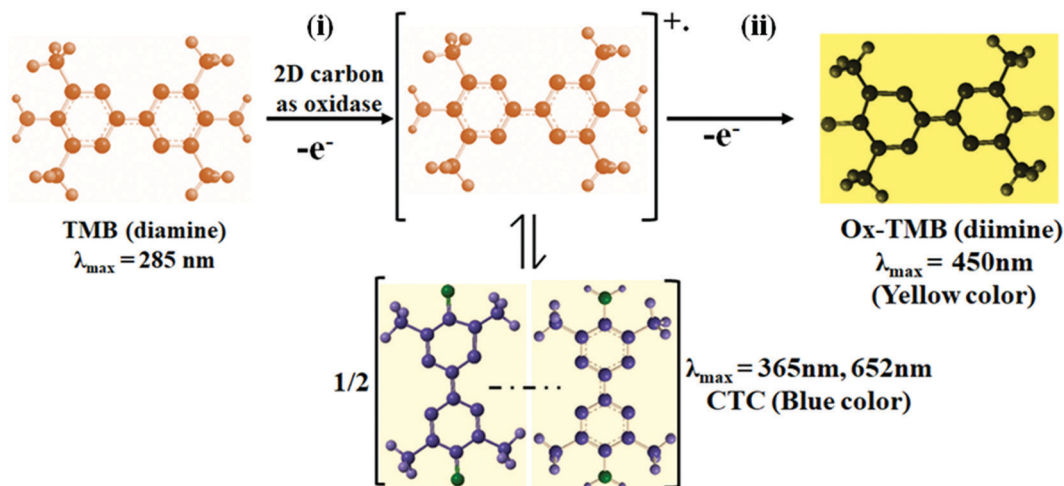 (i)
2D carbon
as oxidase
-e⁻
+.
(ii)
-e⁻
TMB (diamine)
λmax = 285 nm
Ox-TMB (diimine)
λmax = 450nm
(Yellow color)
1/2
λmax = 365nm, 652nm
CTC (Blue color)